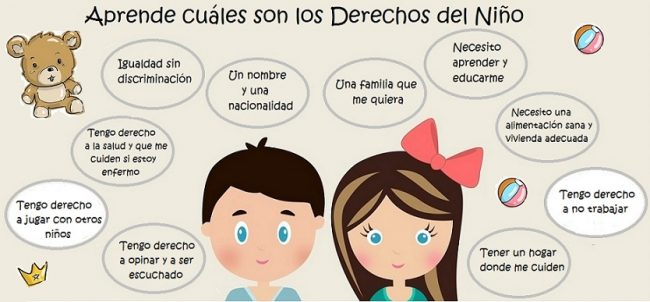 Aprende cuáles son los Derechos del Niño
Igualdad sin
discriminación
Un nombre
y una
nacionalidad
Una familia que
me quiera
Necesito
aprender y
educarme
Tengo derecho
a la salud y que me
cuiden si estoy
enfermo
Necesito una
alimentación sana y
vivienda adecuada
Tengo derecho
a jugar con otros
niños
Tengo derecho
a no trabajar
Tengo derecho
a opinar y a ser
escuchado
Tener un hogar
donde me cuiden